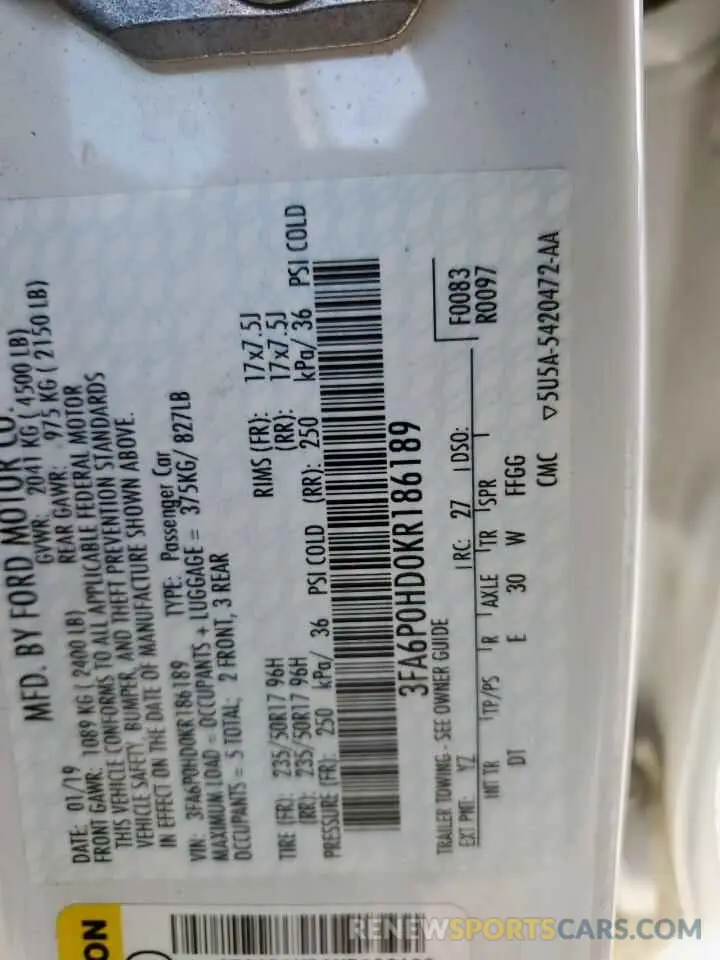 MFD. BY FORD MOTOR CO.
DATE: 01/19 GVWR: 2041 KG ( 4500 LB)
FRONT GAWR: 1089 KG ( 2400 LB) REAR GAWR: 975 KG ( 2150 LB)
THIS VEHICLE CONFORMS TO ALL APPLICABLE FEDERAL MOTOR
VEHICLE SAFETY, BUMPER, AND THEFT PREVENTION STANDARDS
IN EFFECT ON THE DATE OF MANUFACTURE SHOWN ABOVE.
VIN: 3FA6P0HD0KR186189 TYPE: Passenger Car
MAXIMUM LOAD = OCCUPANTS + LUGGAGE = 375KG/ 827LB
OCCUPANTS = 5 TOTAL; 2 FRONT, 3 REAR
TIRE (FR): 235/50R17 96H RIMS (FR): 17x7.5J
(RR): 235/50R17 96H (RR): 17x7.5J
PRESSURE (FR): 250 kPa/ 36 PSI COLD (RR): 250 kPa/ 36 PSI COLD
3FA6P0HD0KR186189
TRAILER TOWING - SEE OWNER GUIDE
F0083
R0097
EXT PNT: YZ RC: 27 DSO:
INT TR TP/PS R AXLE TR SPR
DT E 30 W FFGG
CMC ▽5U5A-5420472-AA
ON
RENEWSPORTSCARS.COM